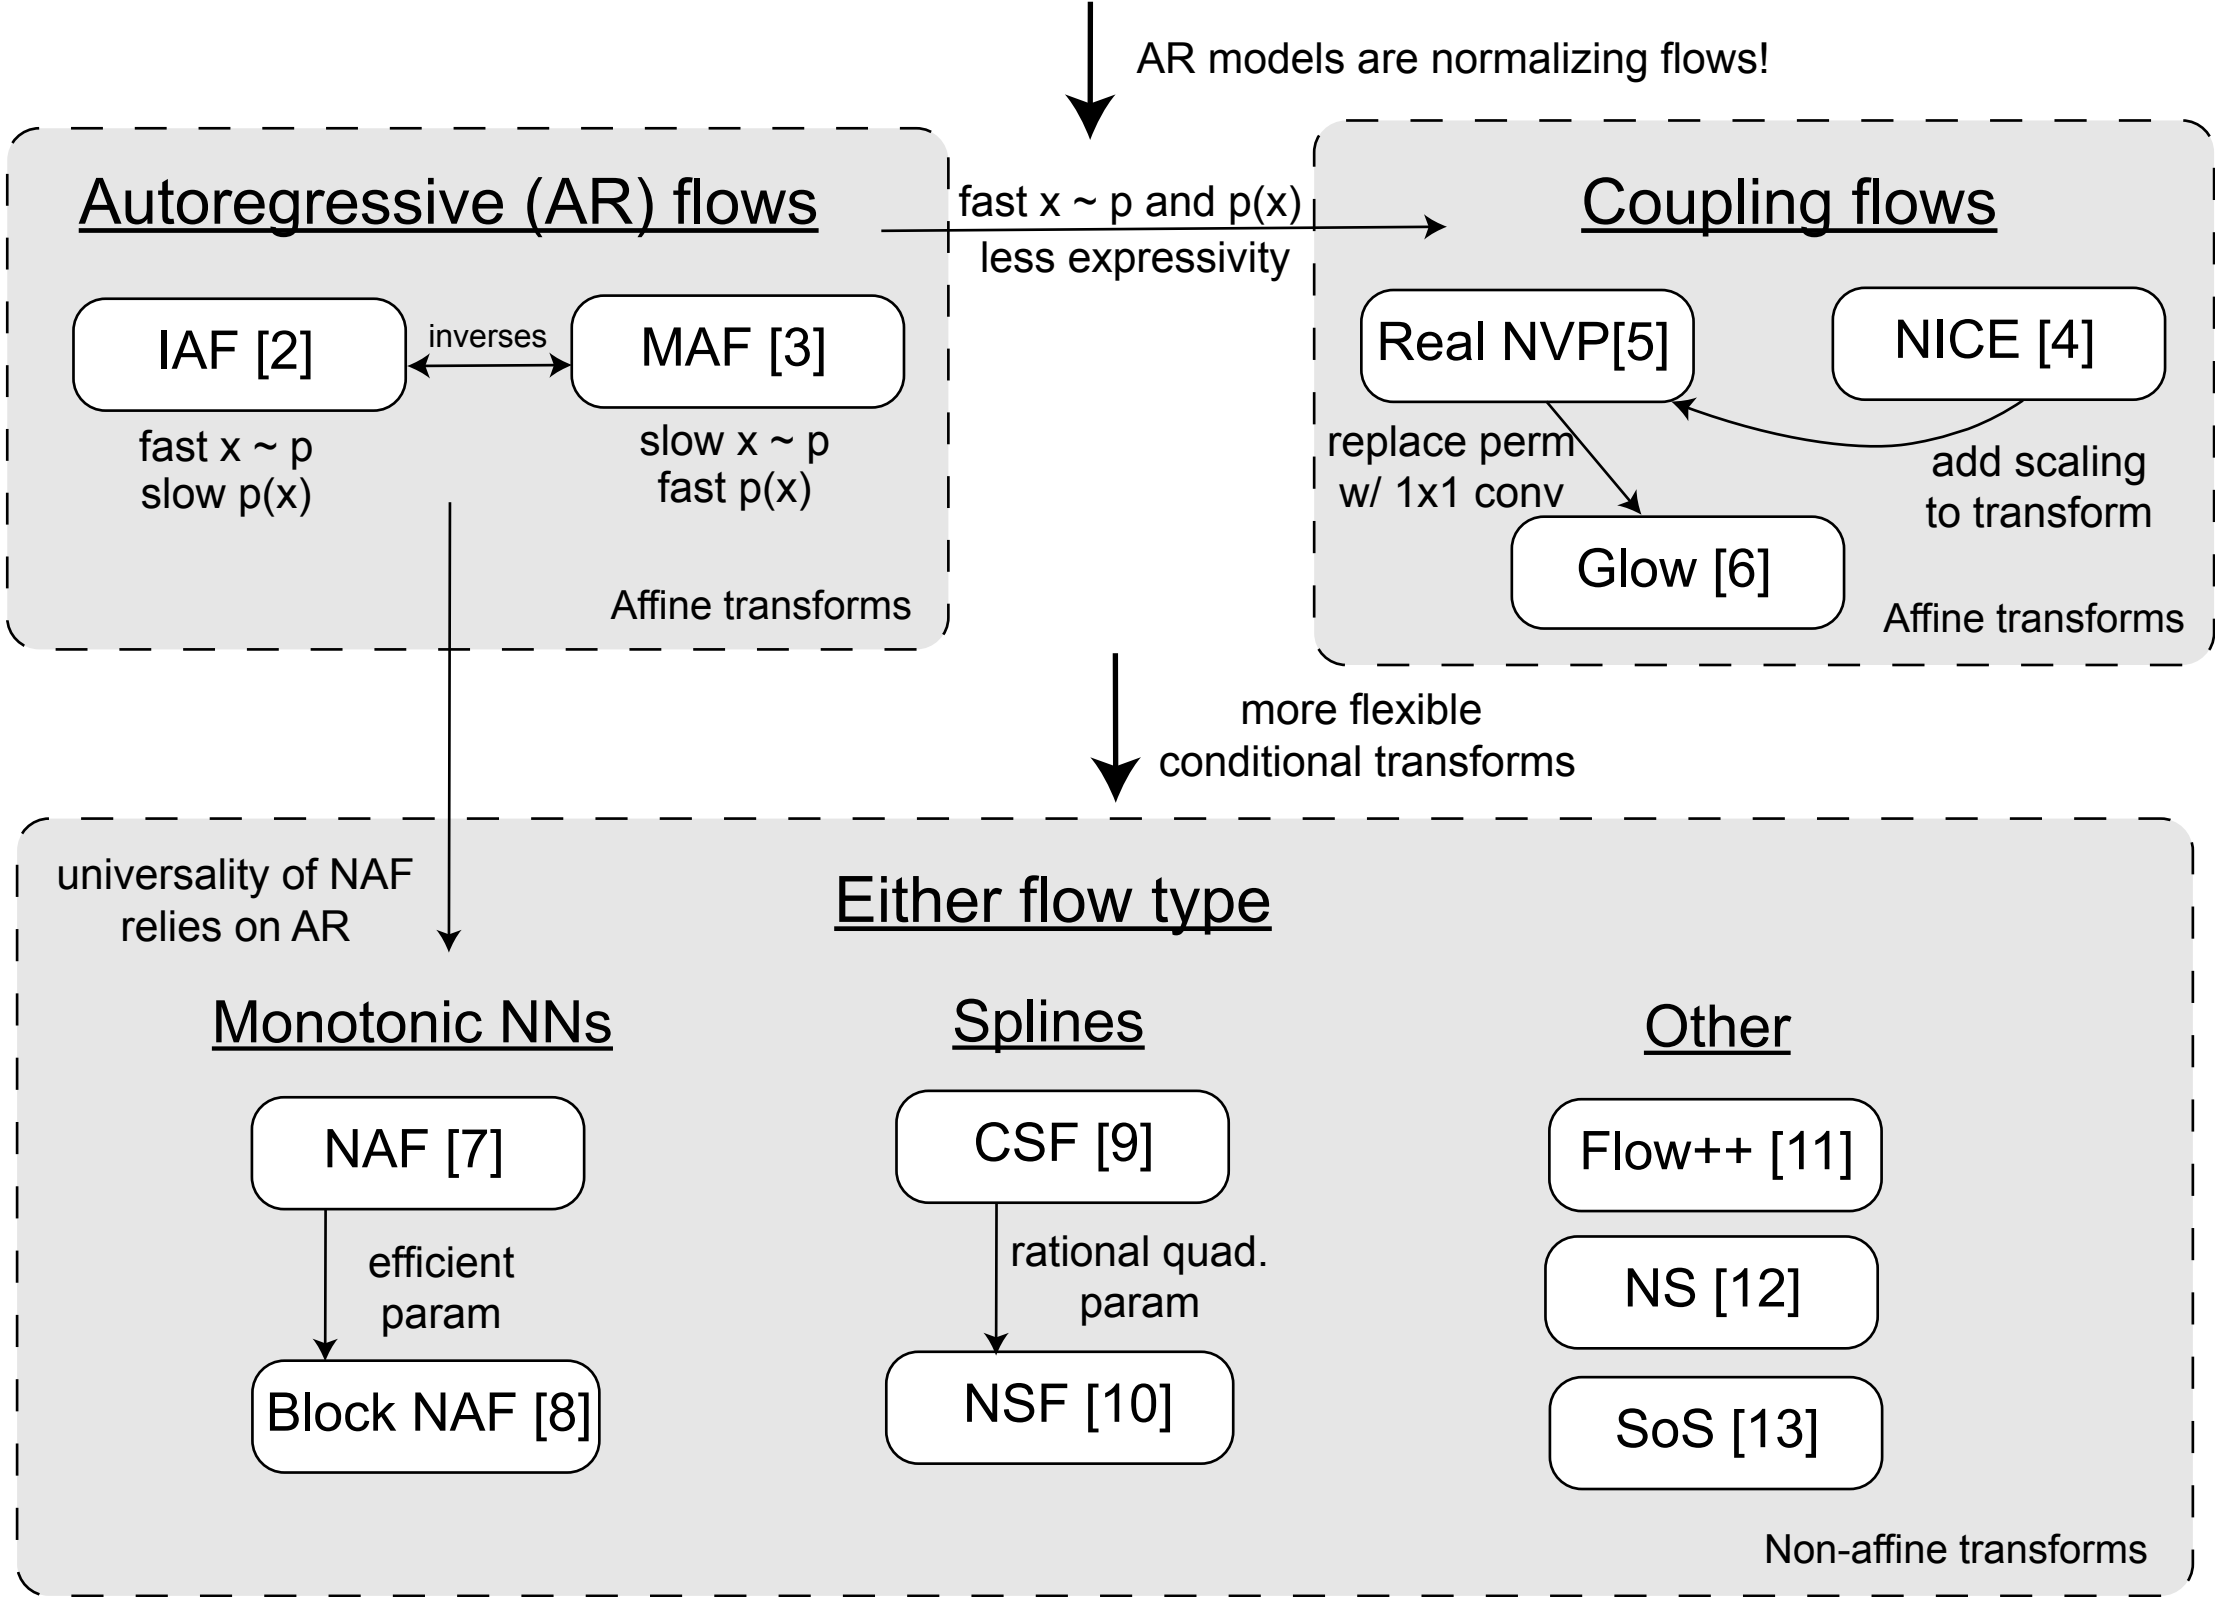 AR models are normalizing flows!
Autoregressive (AR) flows
IAF [2]
inverses
MAF [3]
fast x ~ p
slow p(x)
slow x ~ p
fast p(x)
Affine transforms
fast x ~ p and p(x)
less expressivity
Coupling flows
Real NVP[5]
NICE [4]
replace perm
w/ 1x1 conv
add scaling
to transform
Glow [6]
Affine transforms
more flexible
conditional transforms
universality of NAF
relies on AR
Either flow type
Monotonic NNs
NAF [7]
efficient
param
Block NAF [8]
Splines
CSF [9]
rational quad.
param
NSF [10]
Other
Flow++ [11]
NS [12]
SoS [13]
Non-affine transforms